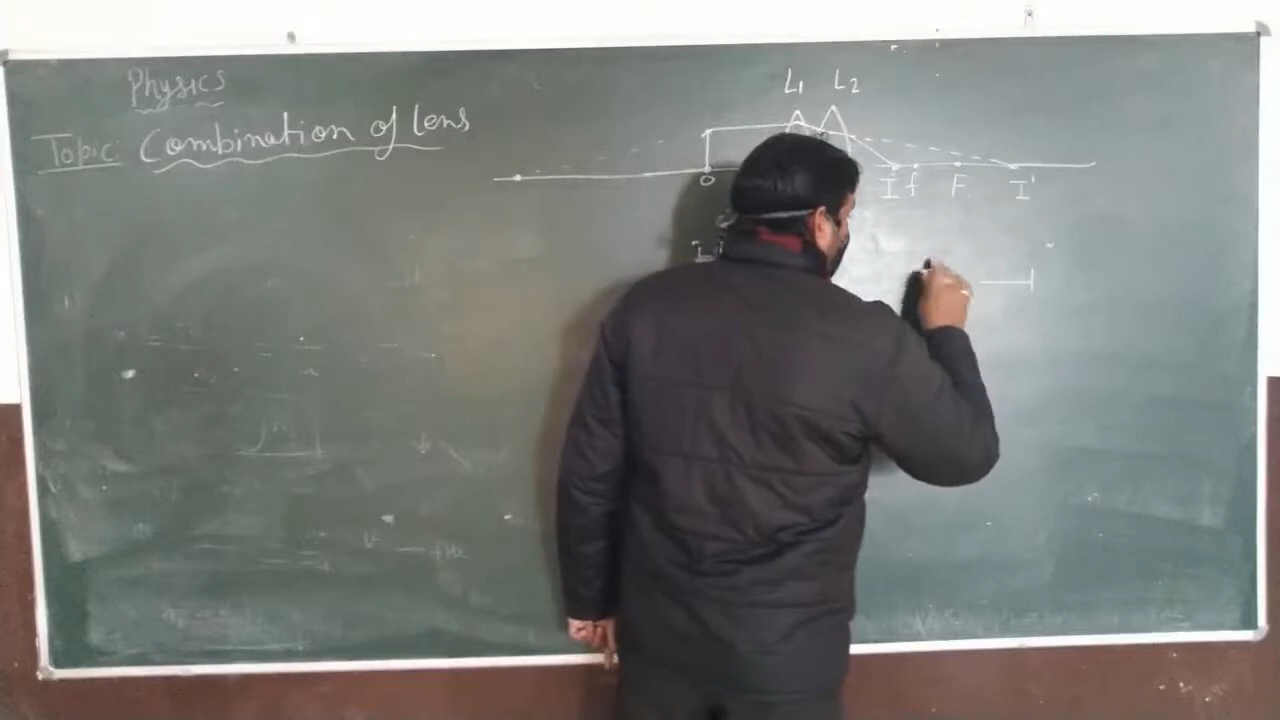 Physics
Topic: Combination of lens
L₁ L₂
O I f F I'